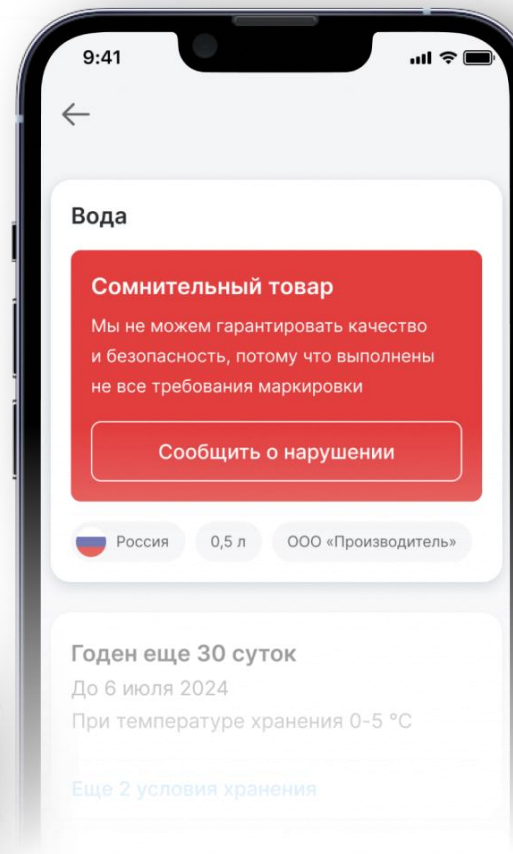 9:41
Вода
Сомнительный товар
Мы не можем гарантировать качество
и безопасность, потому что выполнены
не все требования маркировки
Сообщить о нарушении
Россия
0,5 л
ООО «Производитель»
Годен еще 30 суток
До 6 июля 2024
При температуре хранения 0-5 °C
Еще 2 условия хранения